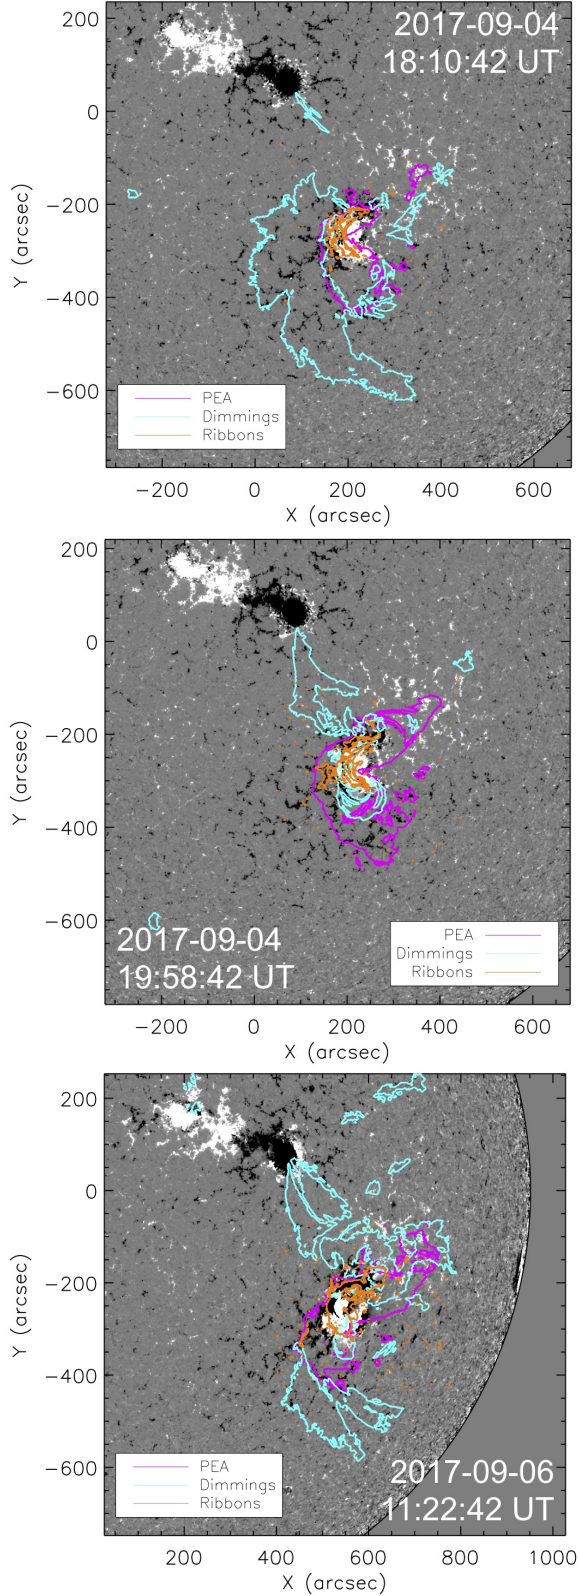 2017-09-04
18:10:42 UT
200
0
−200
−400
−600
Y (arcsec)
PEA
Dimmings
Ribbons
−200 0 200 400 600
X (arcsec)
200
0
−200
−400
−600
Y (arcsec)
2017-09-04
19:58:42 UT
PEA
Dimmings
Ribbons
−200 0 200 400 600
X (arcsec)
200
0
−200
−400
−600
Y (arcsec)
PEA
Dimmings
Ribbons
2017-09-06
11:22:42 UT
200 400 600 800 1000
X (arcsec)